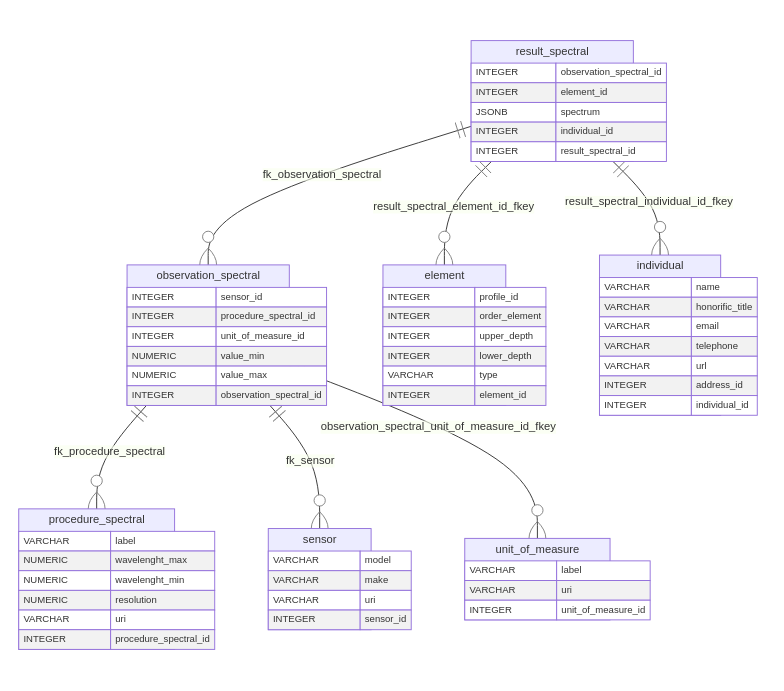 result_spectral
INTEGER observation_spectral_id
INTEGER element_id
JSONB spectrum
INTEGER individual_id
INTEGER result_spectral_id
fk_observation_spectral
result_spectral_element_id_fkey
result_spectral_individual_id_fkey
observation_spectral
INTEGER sensor_id
INTEGER procedure_spectral_id
INTEGER unit_of_measure_id
NUMERIC value_min
NUMERIC value_max
INTEGER observation_spectral_id
element
INTEGER profile_id
INTEGER order_element
INTEGER upper_depth
INTEGER lower_depth
VARCHAR type
INTEGER element_id
individual
VARCHAR name
VARCHAR honorific_title
VARCHAR email
VARCHAR telephone
VARCHAR url
INTEGER address_id
INTEGER individual_id
fk_procedure_spectral
fk_sensor
observation_spectral_unit_of_measure_id_fkey
procedure_spectral
VARCHAR label
NUMERIC wavelenght_max
NUMERIC wavelenght_min
NUMERIC resolution
VARCHAR uri
INTEGER procedure_spectral_id
sensor
VARCHAR model
VARCHAR make
VARCHAR uri
INTEGER sensor_id
unit_of_measure
VARCHAR label
VARCHAR uri
INTEGER unit_of_measure_id